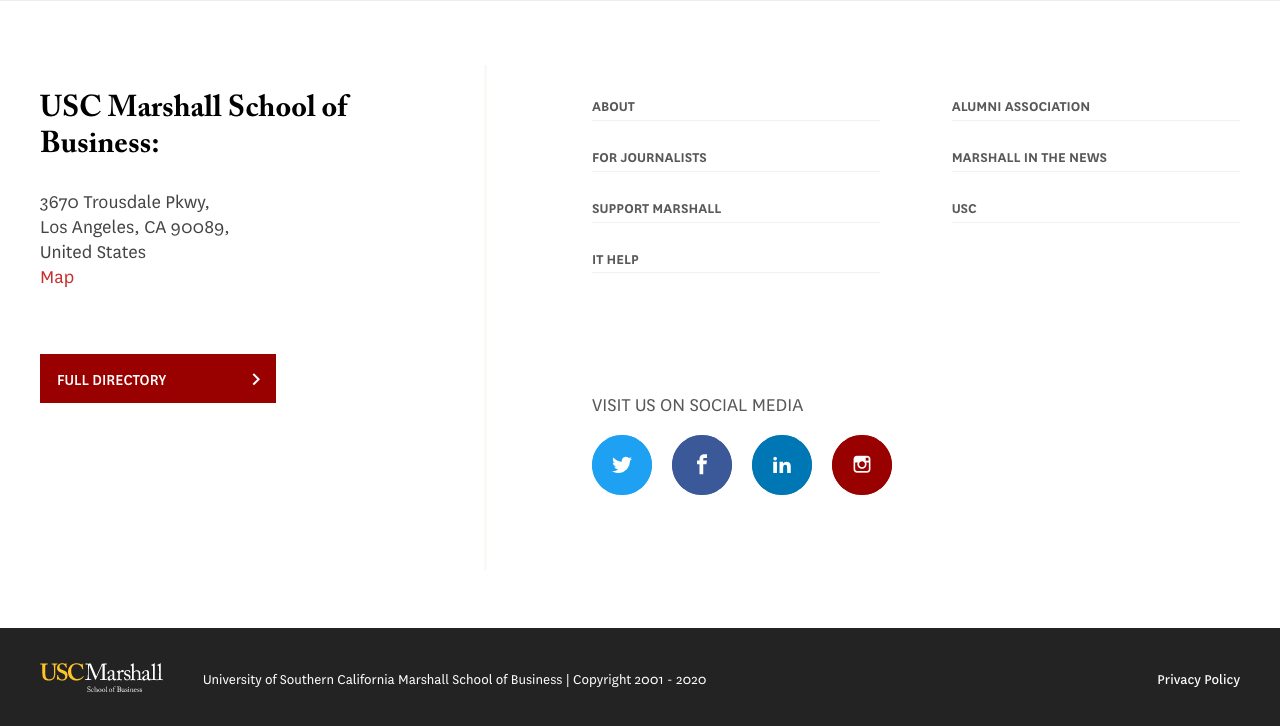 USC Marshall School of
Business:
3670 Trousdale Pkwy,
Los Angeles, CA 90089,
United States
Map
FULL DIRECTORY
ABOUT
FOR JOURNALISTS
SUPPORT MARSHALL
IT HELP
ALUMNI ASSOCIATION
MARSHALL IN THE NEWS
USC
VISIT US ON SOCIAL MEDIA
USC Marshall
School of Business
University of Southern California Marshall School of Business | Copyright 2001 - 2020
Privacy Policy